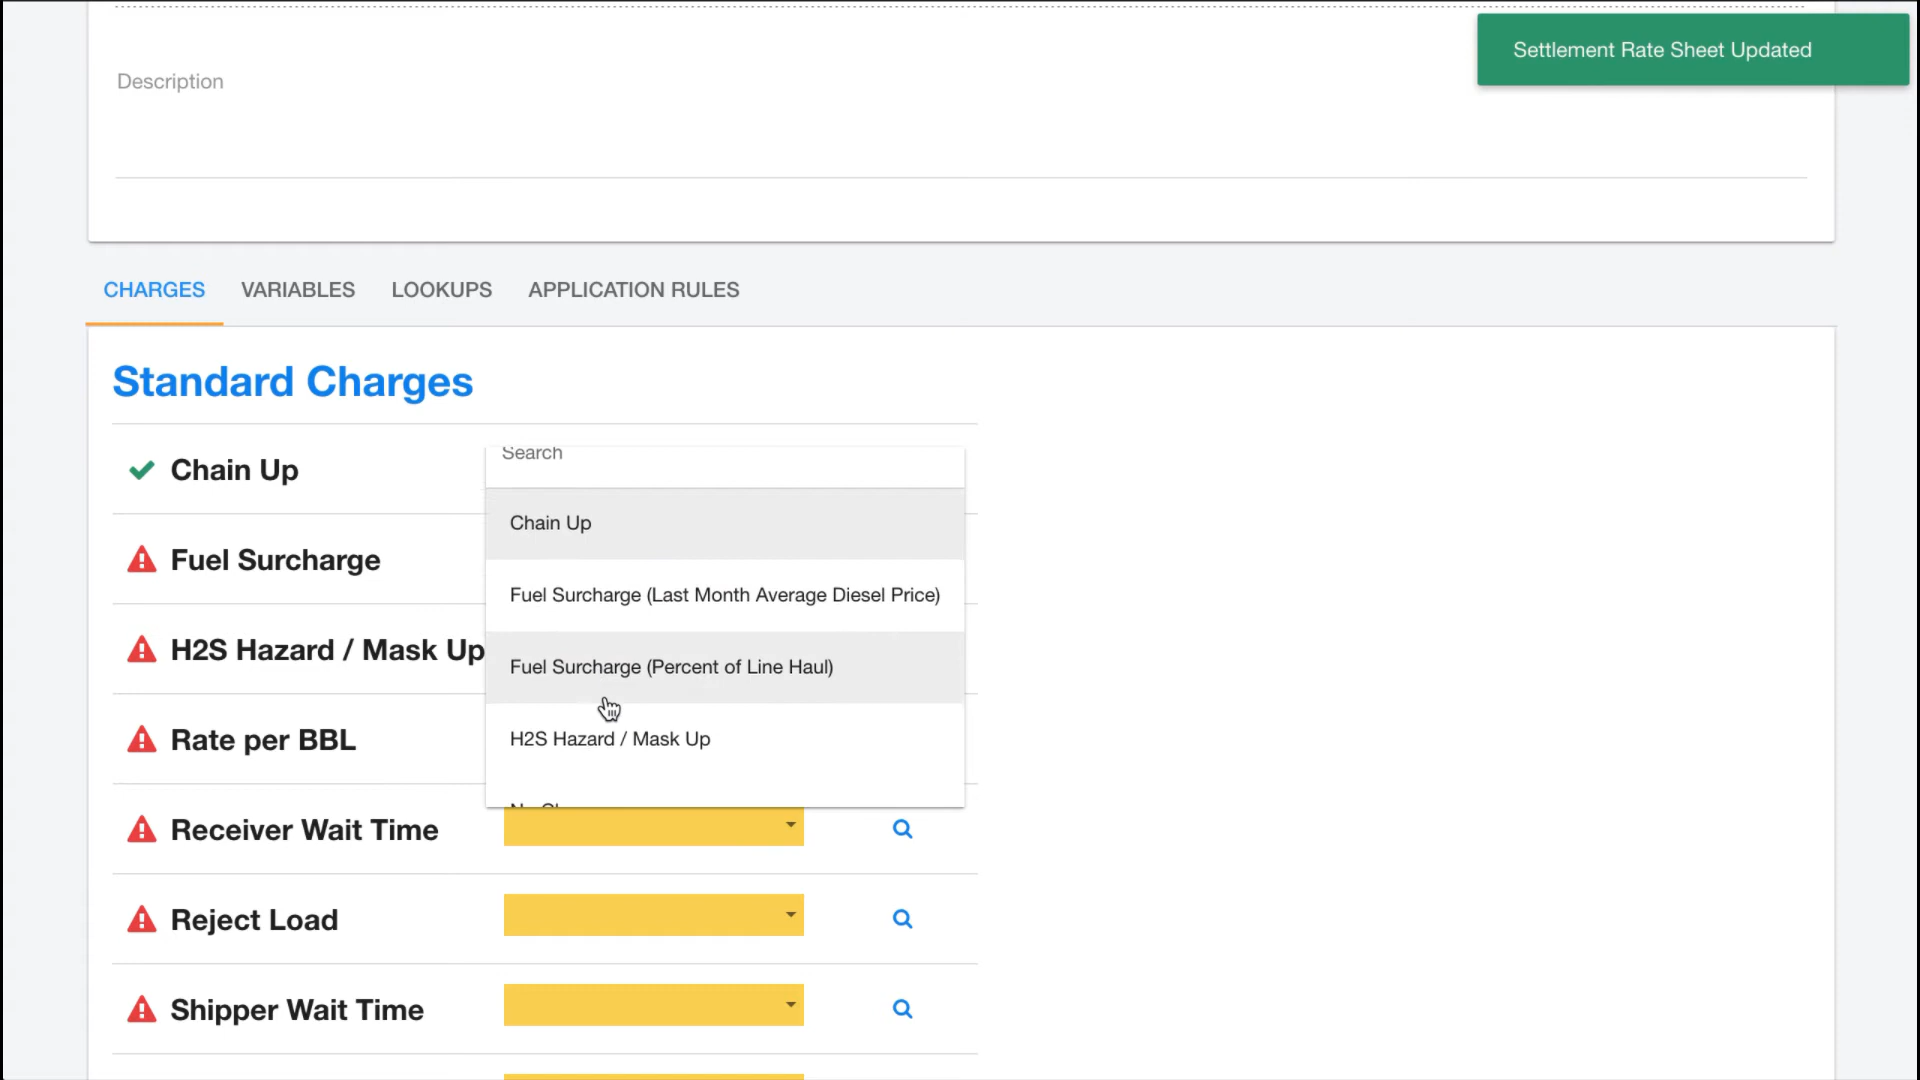 Settlement Rate Sheet Updated
Description
CHARGES VARIABLES LOOKUPS APPLICATION RULES
Standard Charges
Chain Up
Fuel Surcharge
H2S Hazard / Mask Up
Rate per BBL
Receiver Wait Time
Reject Load
Shipper Wait Time
Search
Chain Up
Fuel Surcharge (Last Month Average Diesel Price)
Fuel Surcharge (Percent of Line Haul)
H2S Hazard / Mask Up